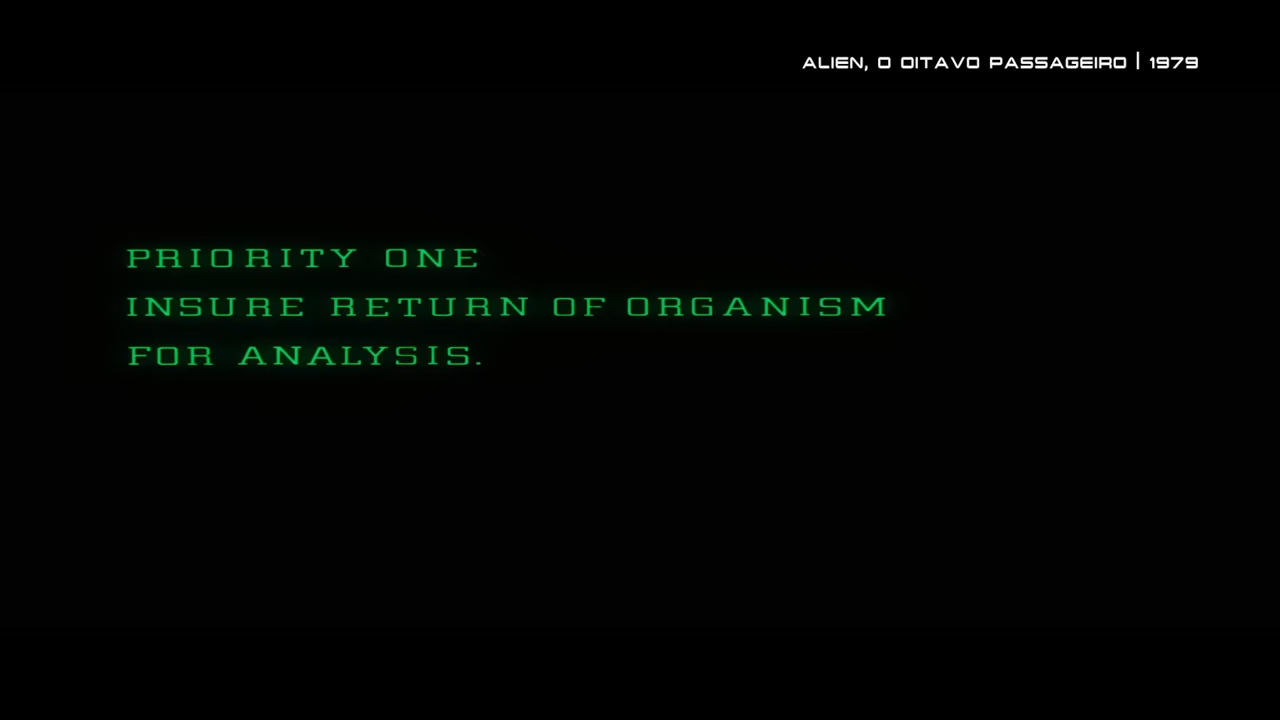 ALIEN, O OITAVO PASSAGEIRO | 1979
PRIORITY ONE
INSURE RETURN OF ORGANISM
FOR ANALYSIS.